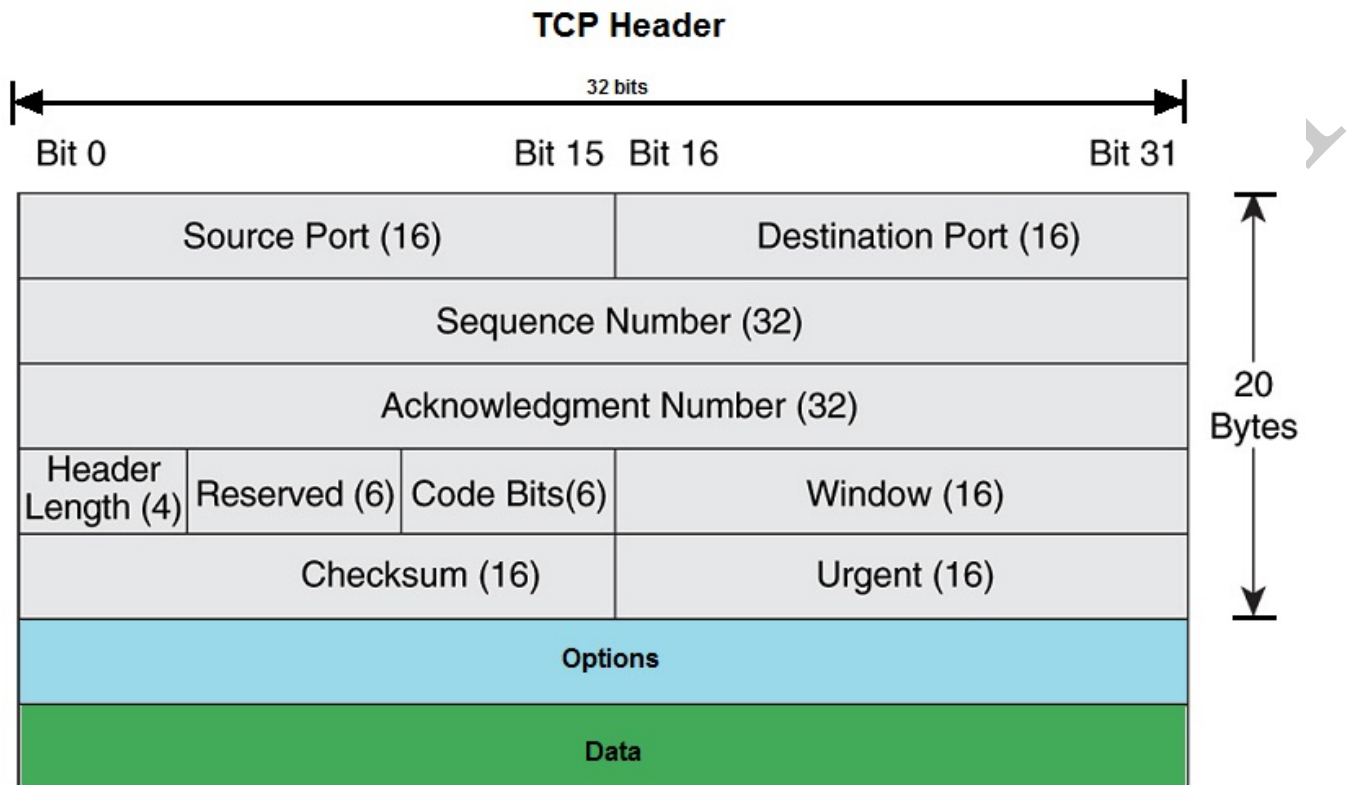 TCP Header
32 bits
Bit 0 Bit 15 Bit 16 Bit 31
Source Port (16) Destination Port (16)
Sequence Number (32)
Acknowledgment Number (32)
20
Bytes
Header
Length (4) Reserved (6) Code Bits(6) Window (16)
Checksum (16) Urgent (16)
Options
Data